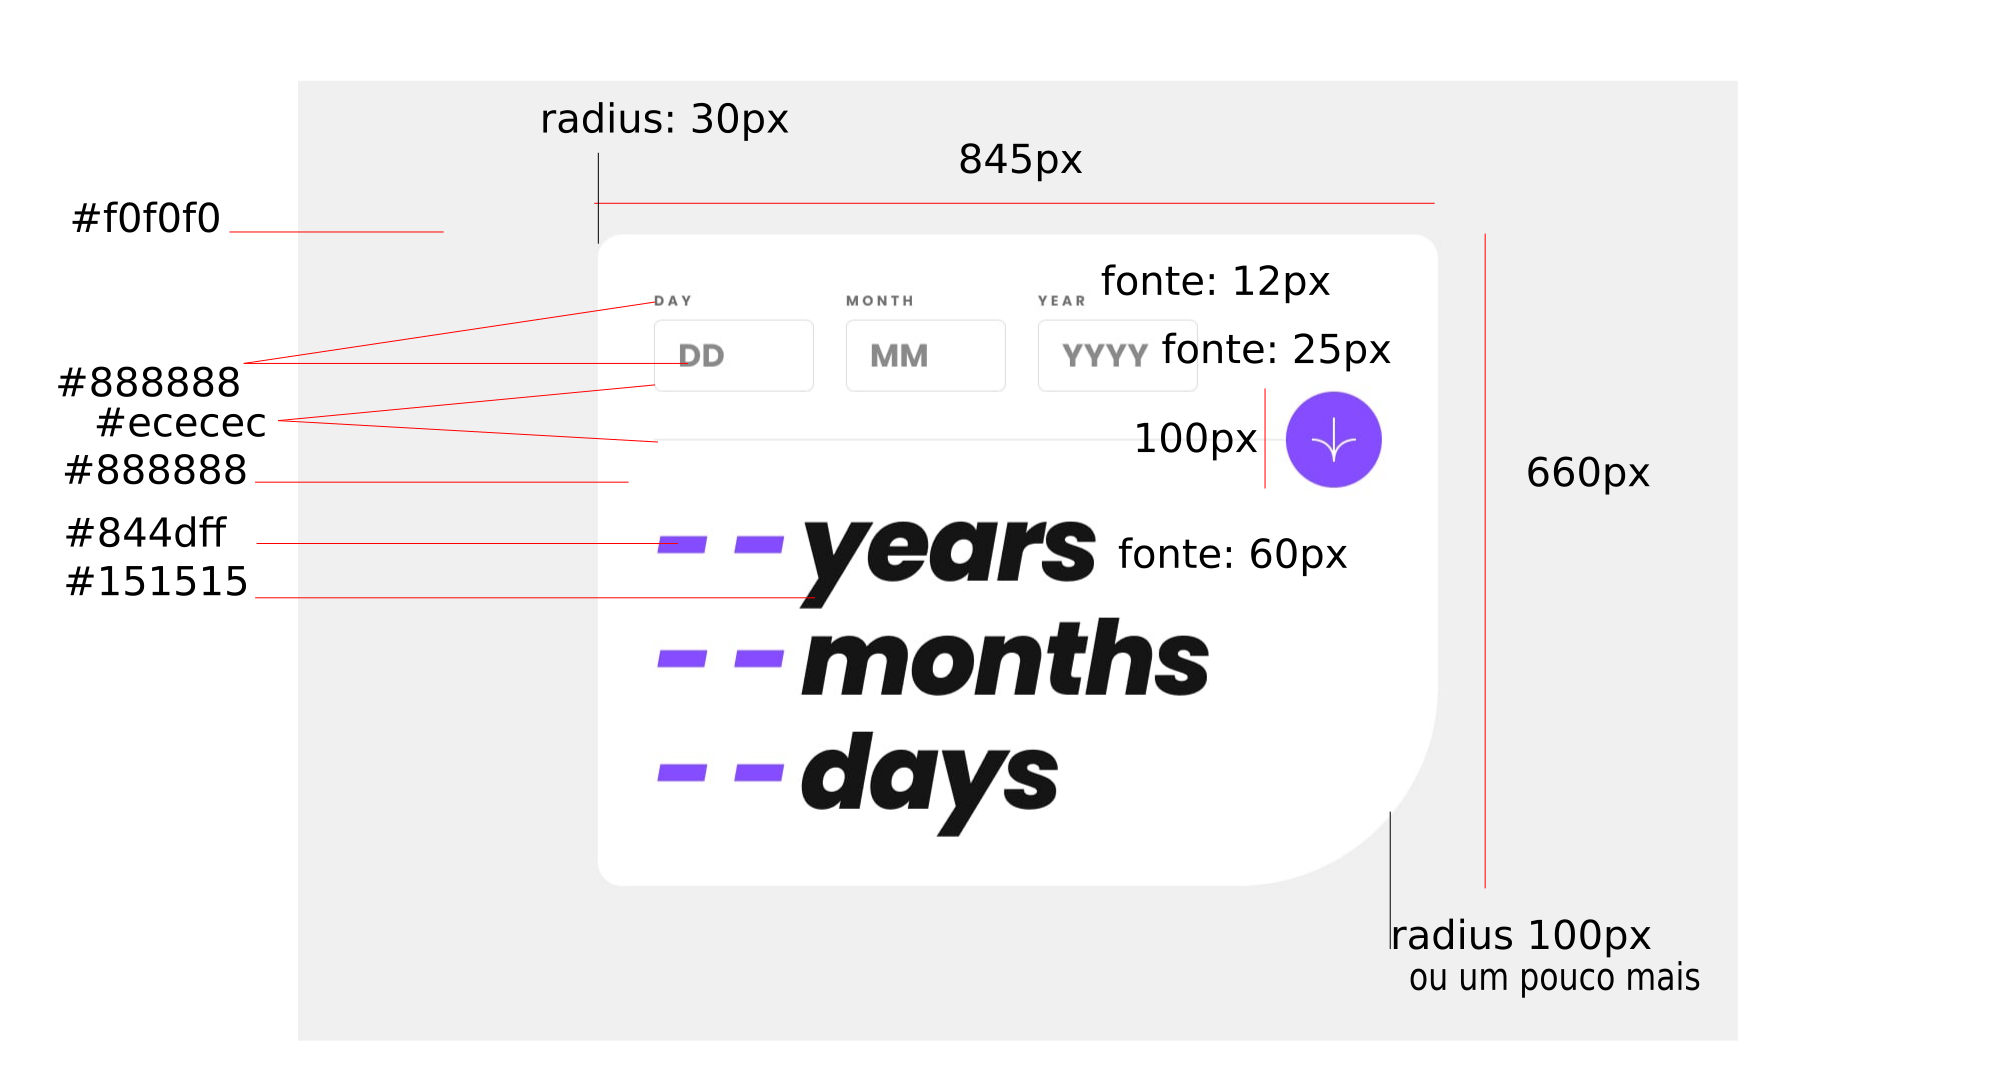 radius: 30px
845px
#f0f0f0
fonte: 12px
DAY MONTH YEAR
fonte: 25px
DD MM YYYY
#888888
#ececec
100px
#888888
660px
#844dff
-- years
fonte: 60px
#151515
-- months
-- days
radius 100px
ou um pouco mais